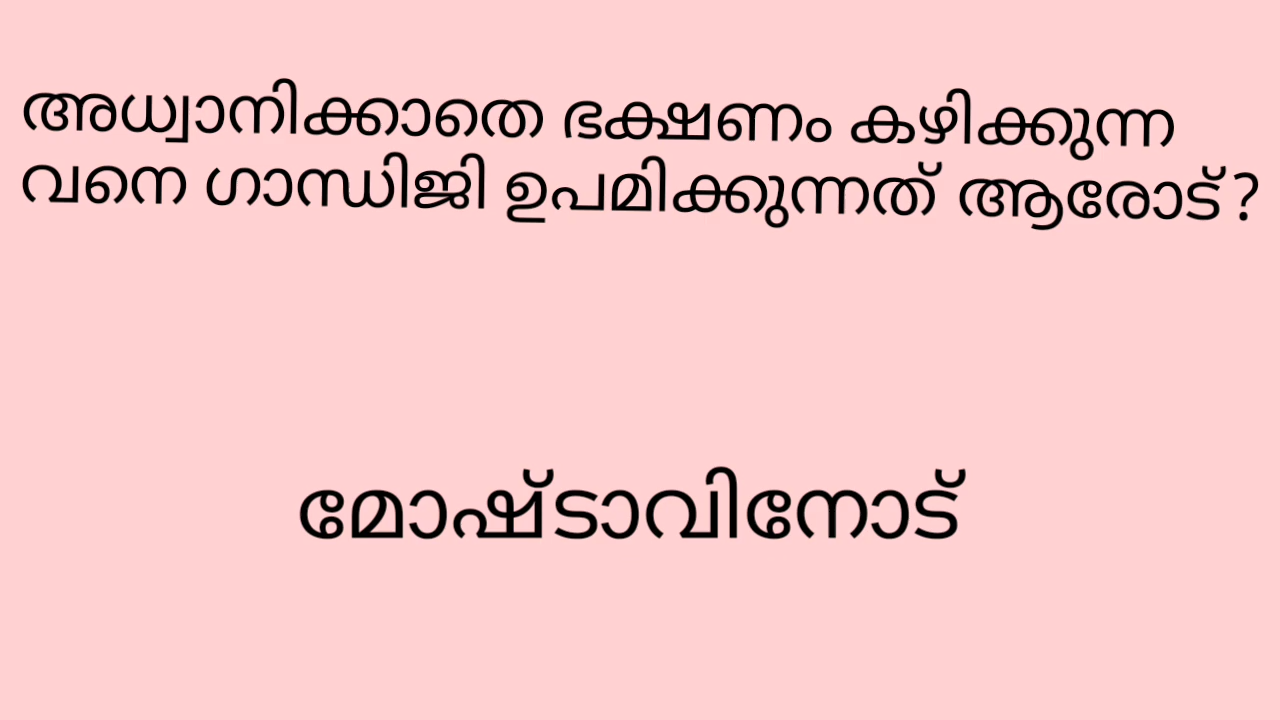 അധ്വാനിക്കാതെ ഭക്ഷണം കഴിക്കുന്ന
വനെ ഗാന്ധിജി ഉപമിക്കുന്നത് ആരോട്?
മോഷ്ടാവിനോട്